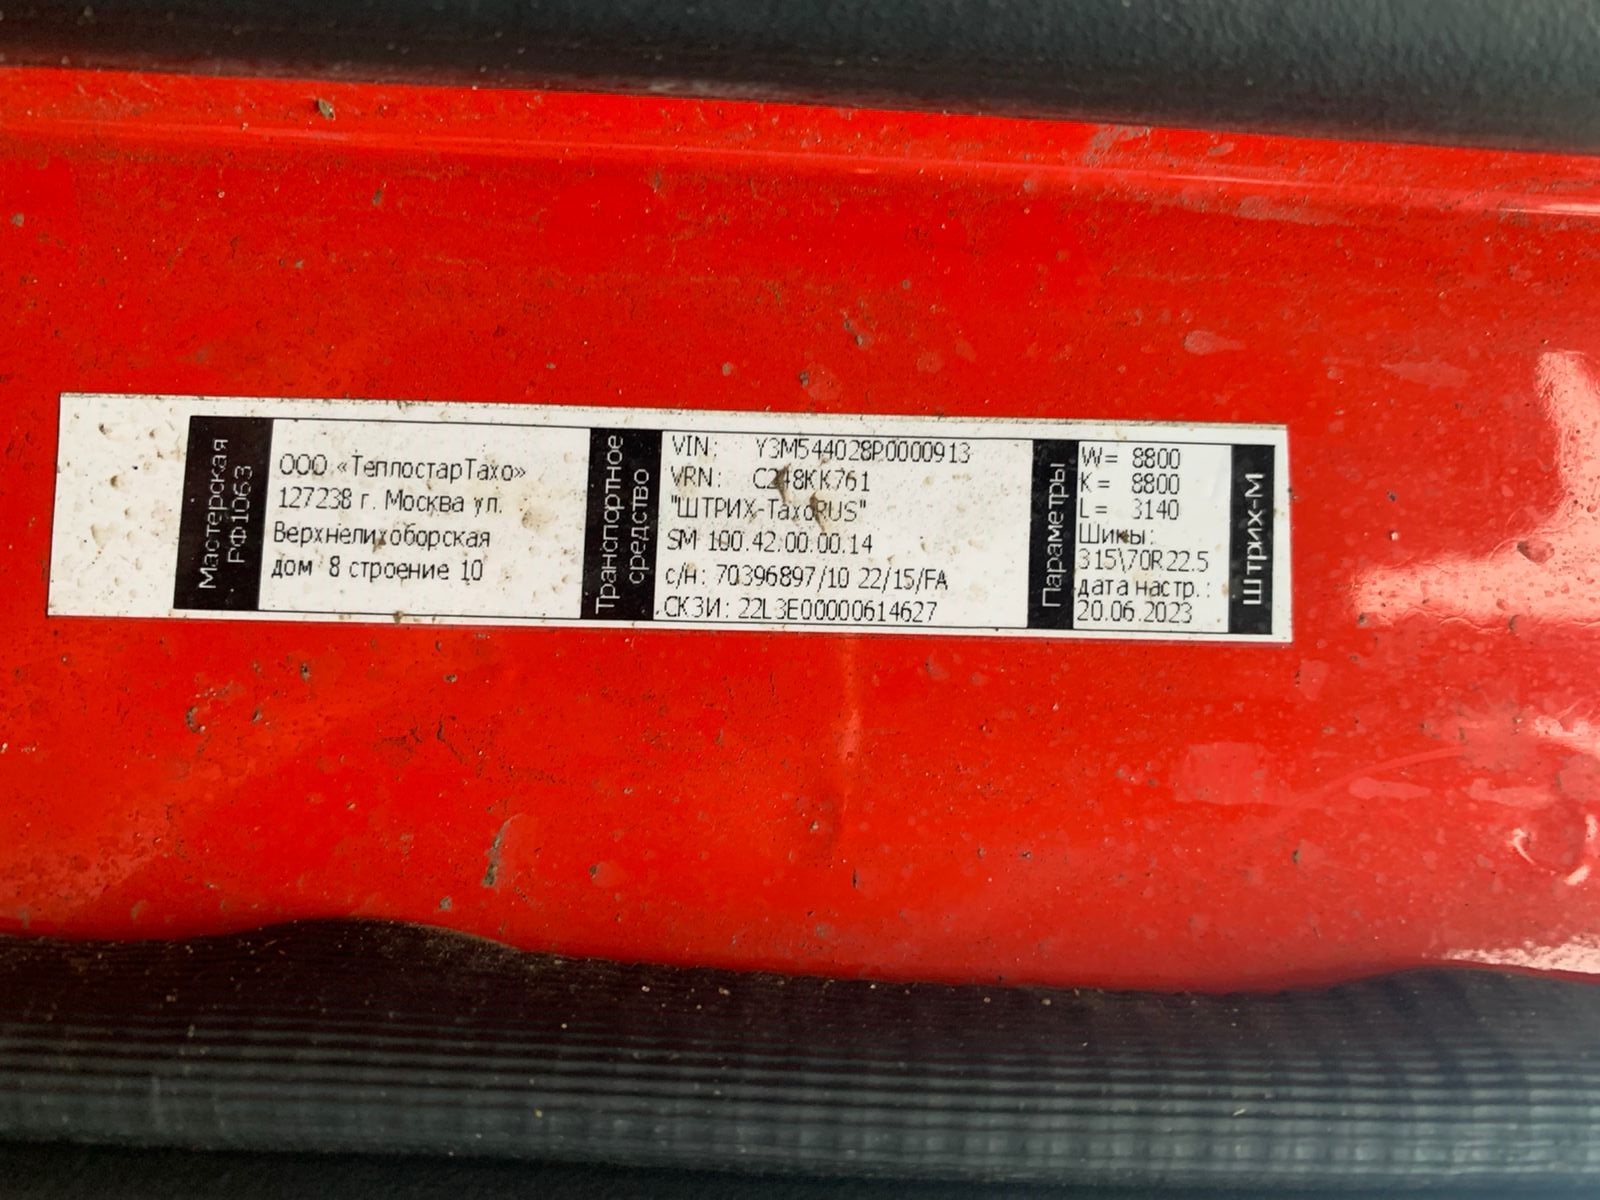 Мастерская
РФ1063
ООО «ТеплостарТахо»
127238 г. Москва ул.
Верхнелихоборская
дом 8 строение 10
Транспортное
средство
VIN: Y3M544028P0000913
VRN: С248КК761
"ШТРИХ-ТахоRUS"
SM 100.42.00.00.14
с/н: 70396897/10 22/15/FA
СКЗИ: 22L3E00000614627
Параметры
W= 8800
K= 8800
L= 3140
Шины:
315\70R22.5
дата настр.:
20.06.2023
Штрих-М